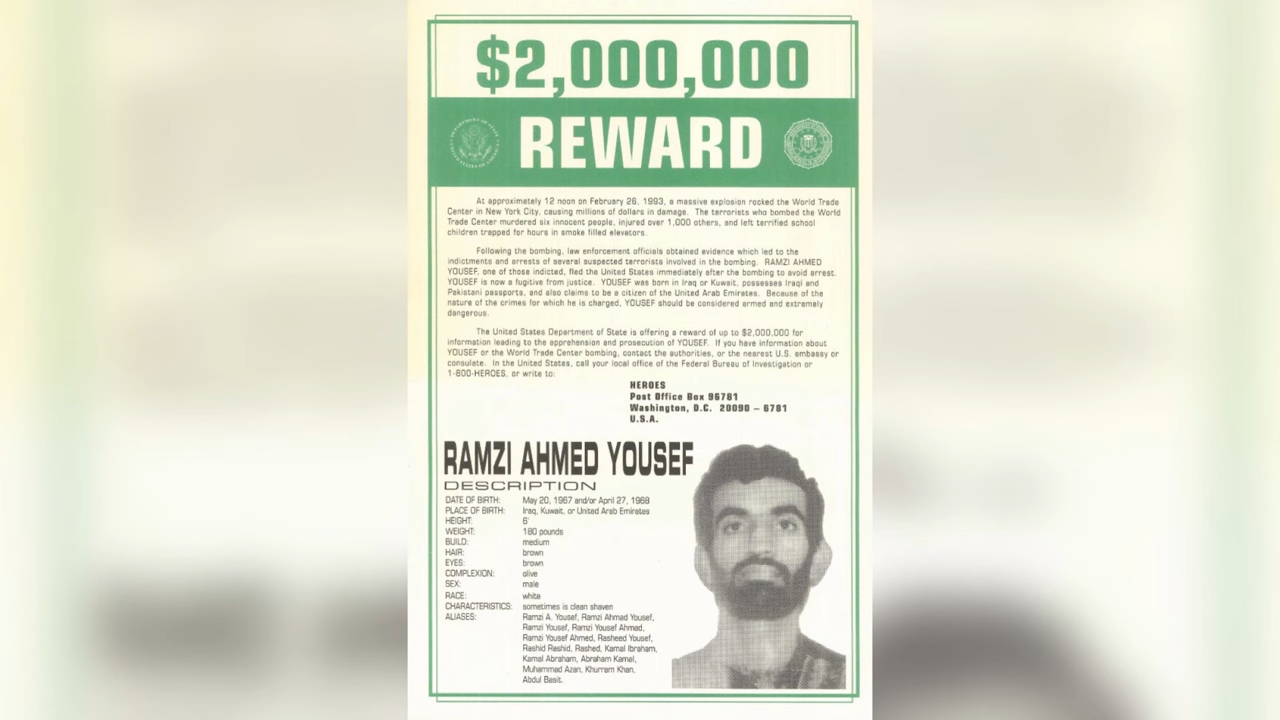 $2,000,000
REWARD
At approximately 12 noon on February 26, 1993, a massive explosion rocked the World Trade
Center in New York City, causing millions of dollars in damage. The terrorists who bombed the World
Trade Center murdered six innocent people, injured over 1,000 others, and left terrified school
children trapped for hours in smoke filled elevators.
Following the bombing, law enforcement officials obtained evidence which led to the
indictments and arrests of several suspected terrorists involved in the bombing. RAMZI AHMED
YOUSEF, one of those indicted, fled the United States immediately after the bombing to avoid arrest.
YOUSEF is now a fugitive from justice. YOUSEF was born in Iraq or Kuwait, possesses Iraqi and
Pakistani passports, and also claims to be a citizen of the United Arab Emirates. Because of the
nature of the crimes for which he is charged, YOUSEF should be considered armed and extremely
dangerous.
The United States Department of State is offering a reward of up to $2,000,000 for
information leading to the apprehension and prosecution of YOUSEF. If you have information about
YOUSEF or the World Trade Center bombing, contact the authorities, or the nearest U.S. embassy or
consulate. In the United States, call your local office of the Federal Bureau of Investigation or
1-800-HEROES, or write to:
HEROES
Post Office Box 96781
Washington, D.C. 20090 – 6781
U.S.A.
RAMZI AHMED YOUSEF
DESCRIPTION
DATE OF BIRTH: May 20, 1967 and/or April 27, 1968
PLACE OF BIRTH: Iraq, Kuwait, or United Arab Emirates
HEIGHT: 6'
WEIGHT: 180 pounds
BUILD: medium
HAIR: brown
EYES: brown
COMPLEXION: olive
SEX: male
RACE: white
CHARACTERISTICS: sometimes is clean shaven
ALIASES: Ramzi A. Yousef, Ramzi Ahmad Yousef,
Ramzi Yousef, Ramzi Yousef Ahmad,
Ramzi Yousef Ahmed, Rasheed Yousef,
Rashid Rashid, Rashed, Kamal Ibraham,
Kamal Abraham, Abraham Kamal,
Muhammad Azan, Khurram Khan,
Abdul Basit.